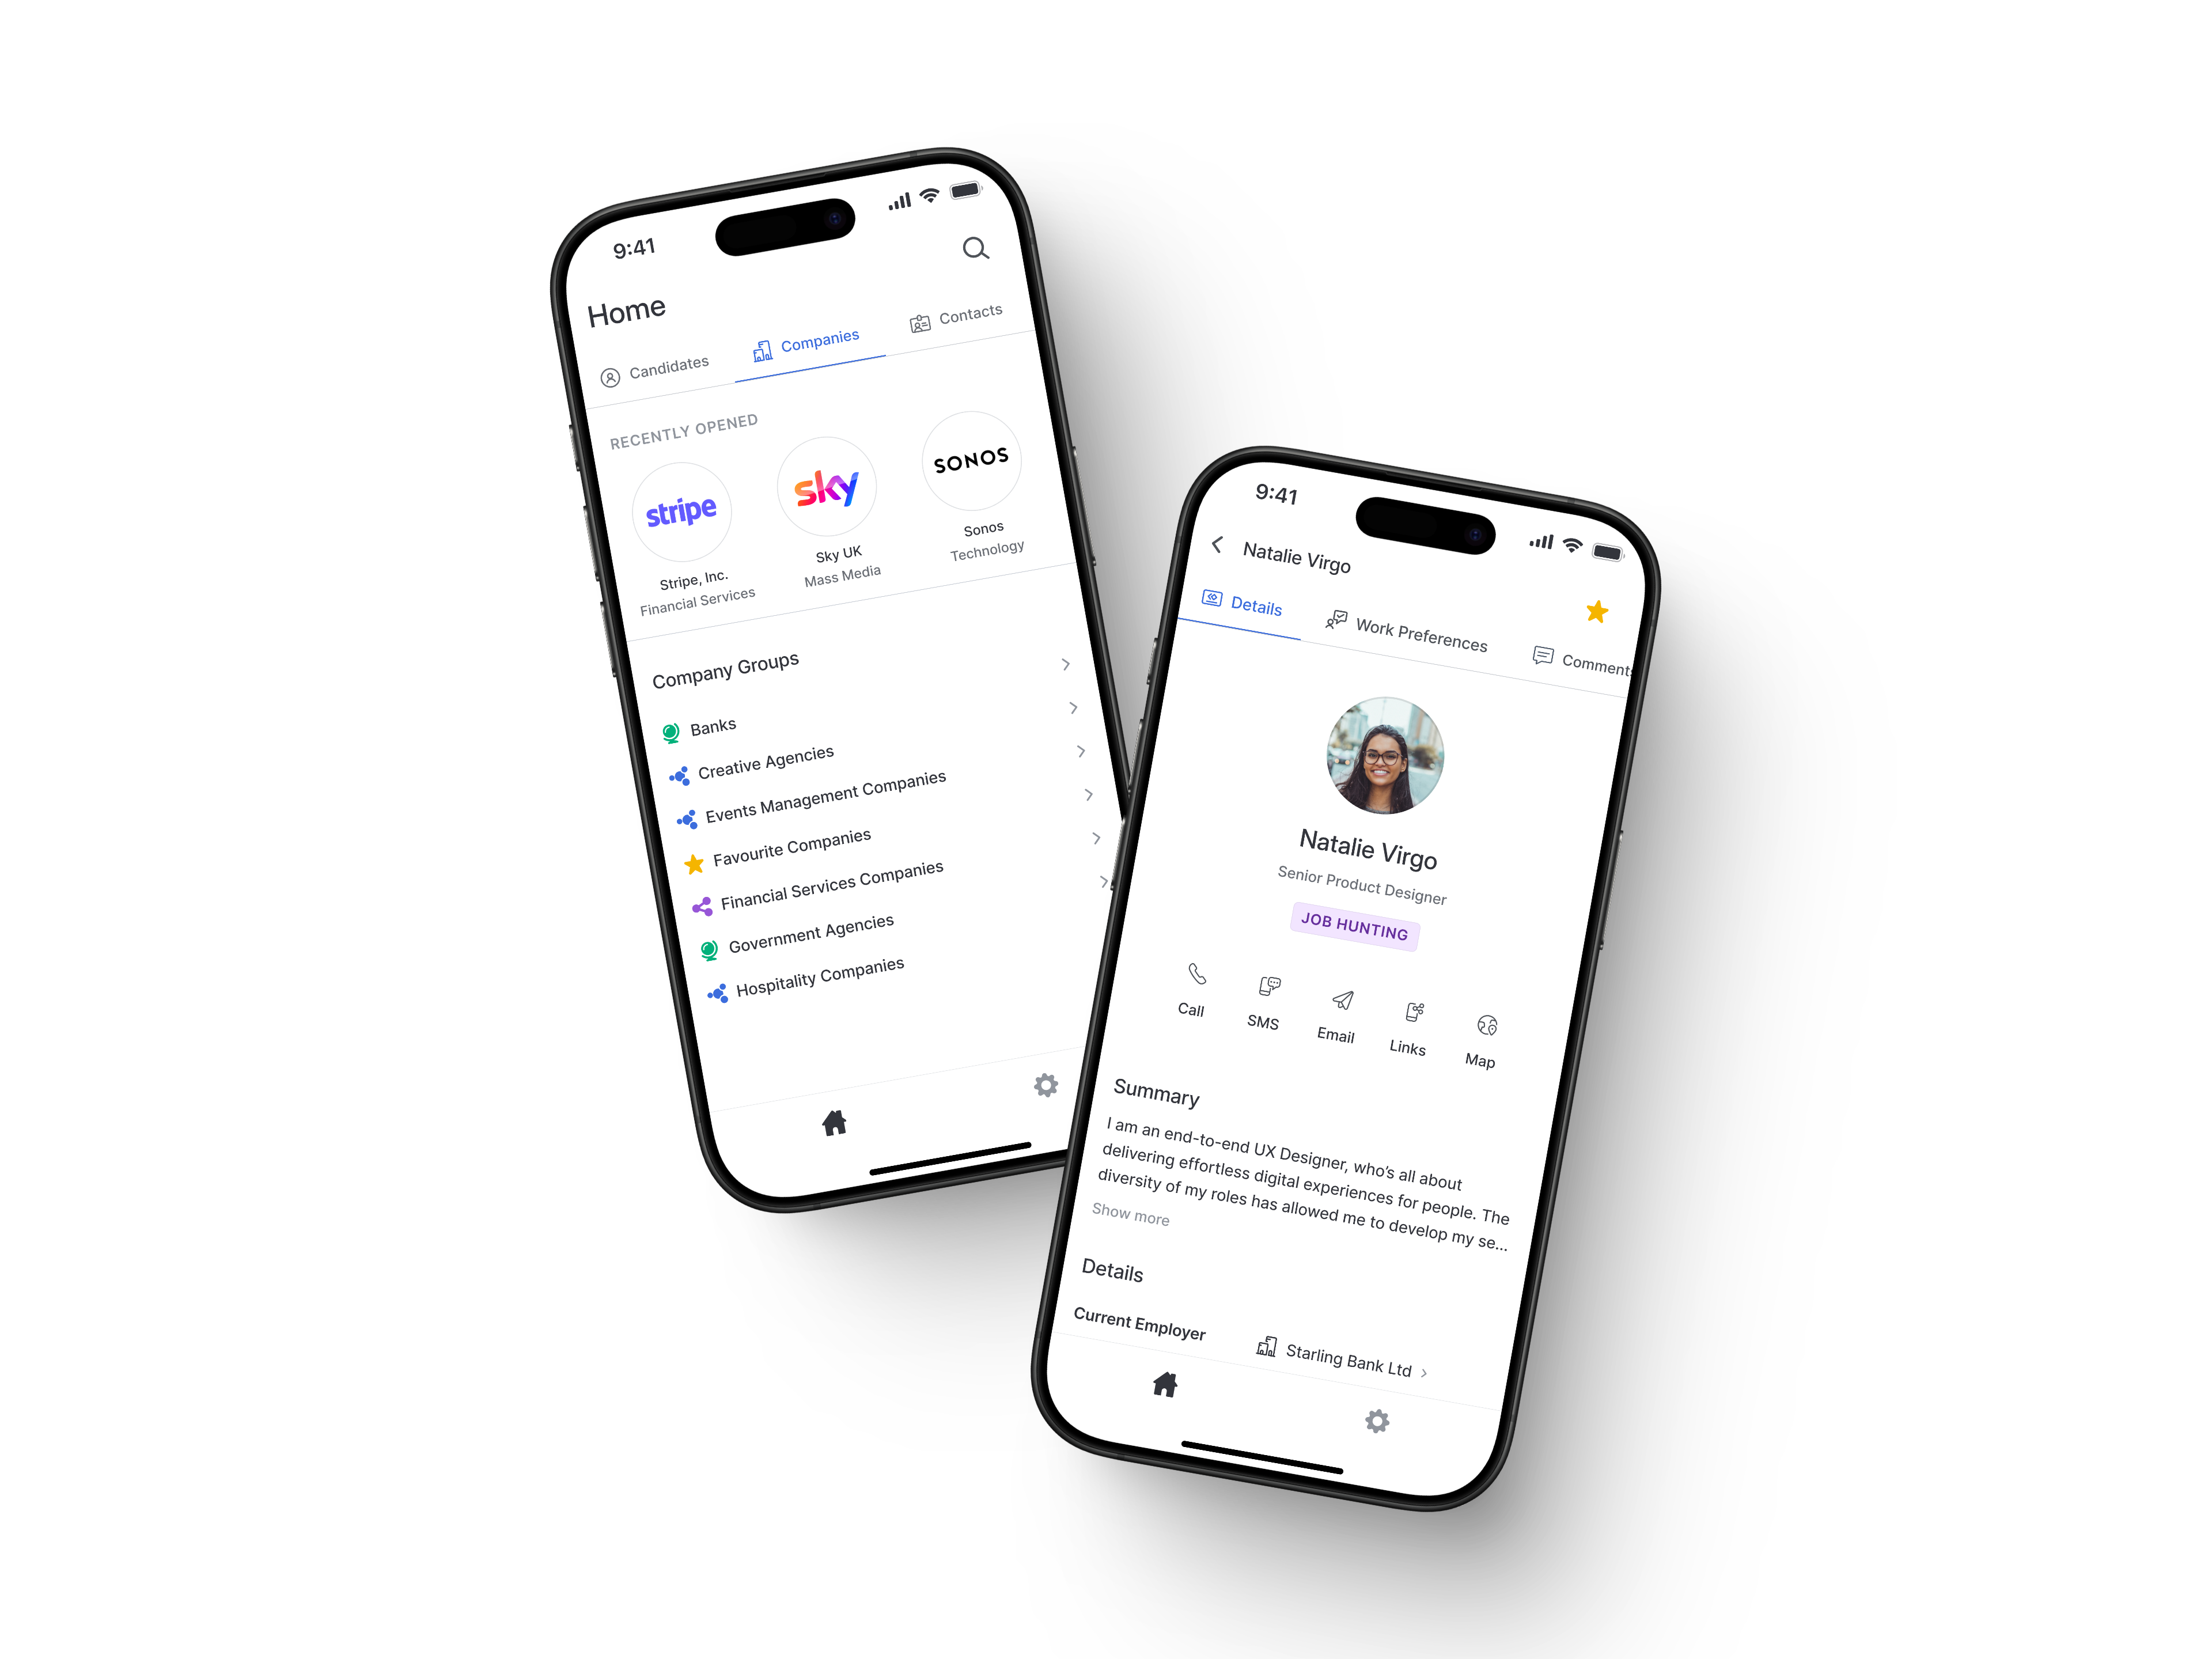 9:41
Home
Candidates
Companies
Contacts
RECENTLY OPENED
stripe
sky
SONOS
Stripe, Inc.
Financial Services
Sky UK
Mass Media
Sonos
Technology
Company Groups
Banks
Creative Agencies
Events Management Companies
Favourite Companies
Financial Services Companies
Government Agencies
Hospitality Companies
9:41
Natalie Virgo
Details
Work Preferences
Comments
Natalie Virgo
Senior Product Designer
JOB HUNTING
Call
SMS
Email
Links
Map
Summary
I am an end-to-end UX Designer, who’s all about
delivering effortless digital experiences for people. The
diversity of my roles has allowed me to develop my se...
Show more
Details
Current Employer
Starling Bank Ltd